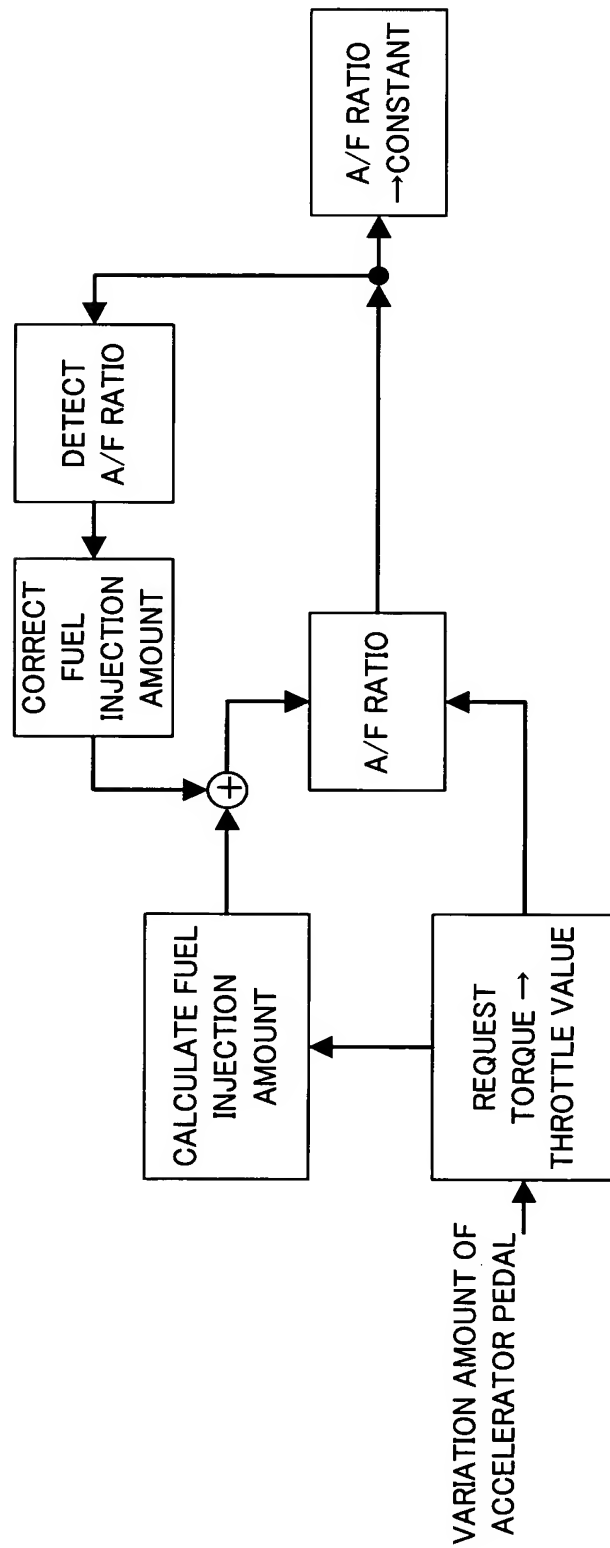 VARIATION AMOUNT OF
ACCELERATOR PEDAL
REQUEST
TORQUE →
THROTTLE VALUE
CALCULATE FUEL
INJECTION
AMOUNT
+
CORRECT
FUEL
INJECTION
AMOUNT
DETECT
A/F RATIO
A/F RATIO
A/F RATIO
→CONSTANT